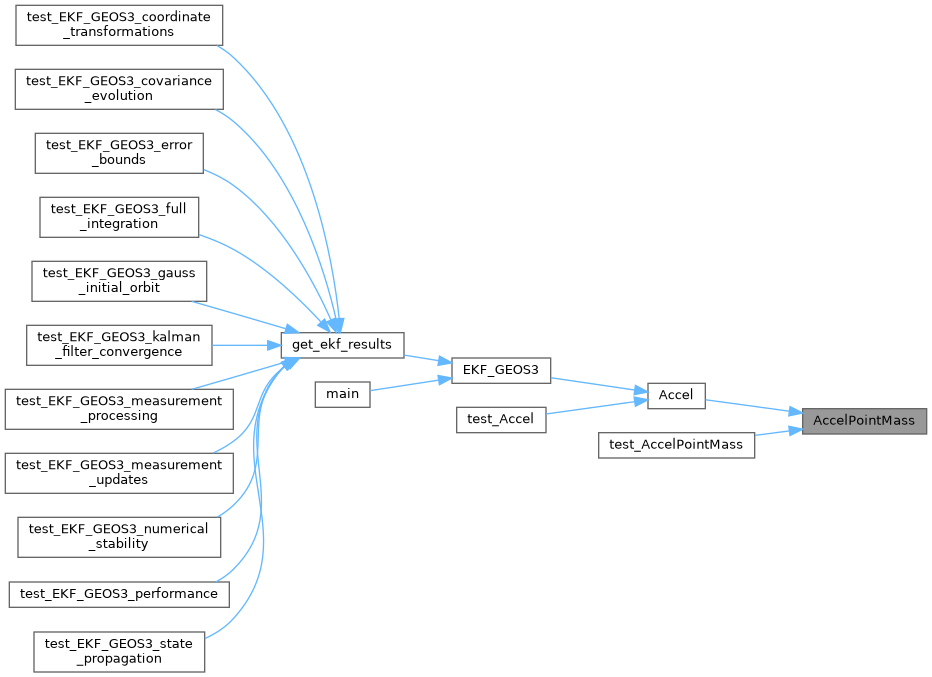 test_EKF_GEOS3_coordinate
_transformations
test_EKF_GEOS3_covariance
_evolution
test_EKF_GEOS3_error
_bounds
test_EKF_GEOS3_full
_integration
test_EKF_GEOS3_gauss
_initial_orbit
test_EKF_GEOS3_kalman
_filter_convergence
test_EKF_GEOS3_measurement
_processing
test_EKF_GEOS3_measurement
_updates
test_EKF_GEOS3_numerical
_stability
test_EKF_GEOS3_performance
test_EKF_GEOS3_state
_propagation
get_ekf_results
main
EKF_GEOS3
test_Accel
Accel
test_AccelPointMass
AccelPointMass